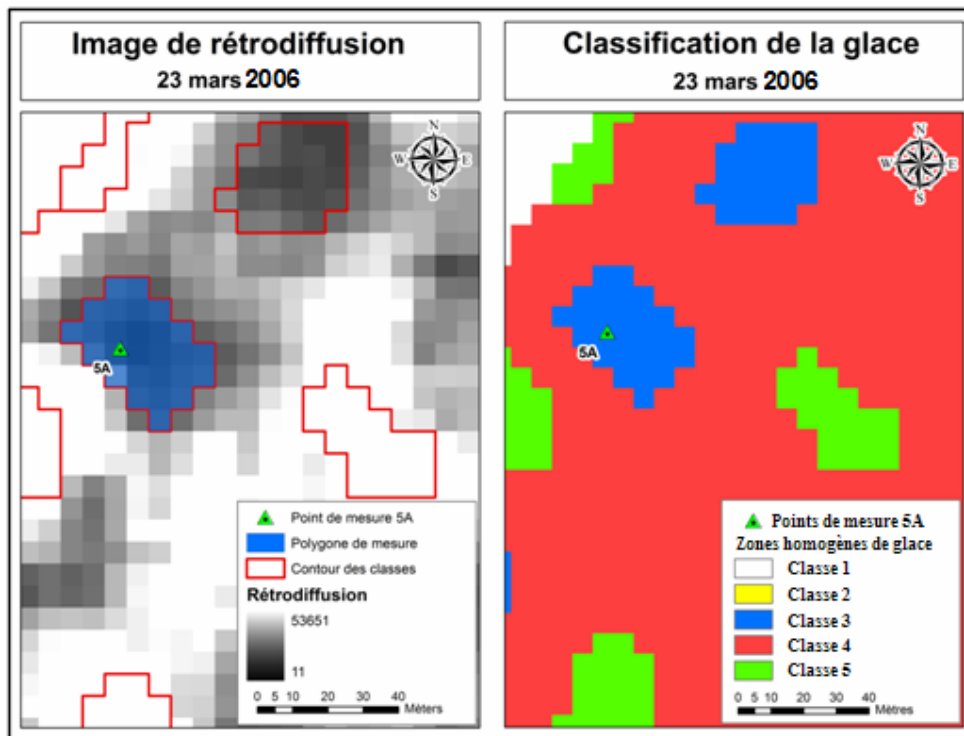 Image de rétrodiffusion
23 mars 2006
N
W E
S
5A
Point de mesure 5A
Polygone de mesure
Contour des classes
Rétrodiffusion
53651
11
0 5 10 20 30 40
Méters
Classification de la glace
23 mars 2006
N
W E
S
5A
Points de mesure 5A
Zones homogènes de glace
Classe 1
Classe 2
Classe 3
Classe 4
Classe 5
0 5 10 20 30 40
Mètres